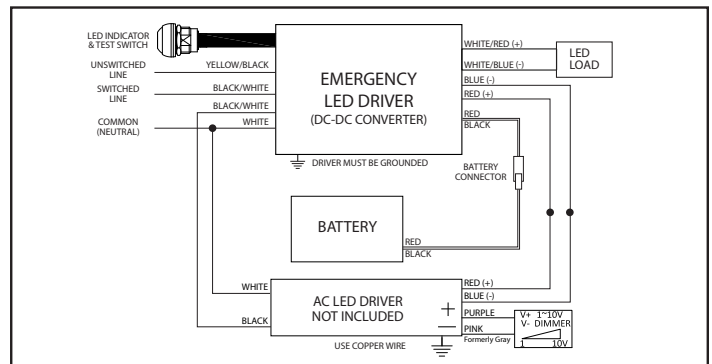 LED INDICATOR
& TEST SWITCH
UNSWITCHED
LINE
YELLOW/BLACK
SWITCHED
LINE
BLACK/WHITE
BLACK/WHITE
COMMON
(NEUTRAL)
WHITE
EMERGENCY
LED DRIVER
(DC-DC CONVERTER)
DRIVER MUST BE GROUNDED
WHITE/RED (+)
WHITE/BLUE (-)
LED
LOAD
BLUE (-)
RED (+)
RED
BLACK
BATTERY
CONNECTOR
BATTERY
RED
BLACK
WHITE
BLACK
AC LED DRIVER
NOT INCLUDED
+
—
USE COPPER WIRE
RED (+)
BLUE (-)
PURPLE
PINK
Formerly Gray
V+ 1~10V
V- DIMMER
1 10V